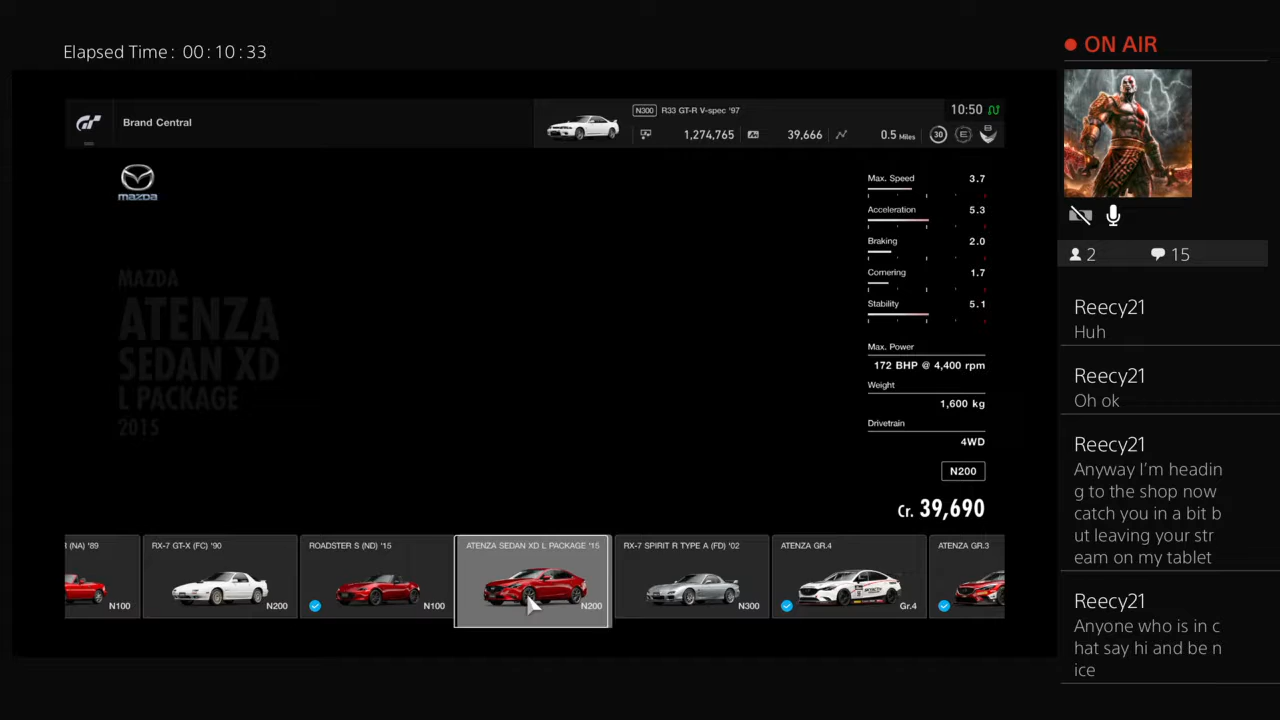 Elapsed Time: 00:10:33
ON AIR
Brand Central
N300 R33 GT-R V-spec '97
10:50
1,274,765
39,666
0.5 Miles
30
E
B
mazda
MAZDA
ATENZA
SEDAN XD
L PACKAGE
2015
Max. Speed 3.7
Acceleration 5.3
Braking 2.0
Cornering 1.7
Stability 5.1
Max. Power
172 BHP @ 4,400 rpm
Weight
1,600 kg
Drivetrain
4WD
N200
Cr. 39,690
(NA) '89
N100
RX-7 GT-X (FC) '90
N200
ROADSTER S (ND) '15
N100
ATENZA SEDAN XD L PACKAGE '15
N200
RX-7 SPIRIT R TYPE A (FD) '02
N300
ATENZA GR.4
Gr.4
ATENZA GR.3
Gr.3
2
15
Reecy21
Huh
Reecy21
Oh ok
Reecy21
Anyway I'm headin
g to the shop now
catch you in a bit b
ut leaving your str
eam on my tablet
Reecy21
Anyone who is in c
hat say hi and be n
ice